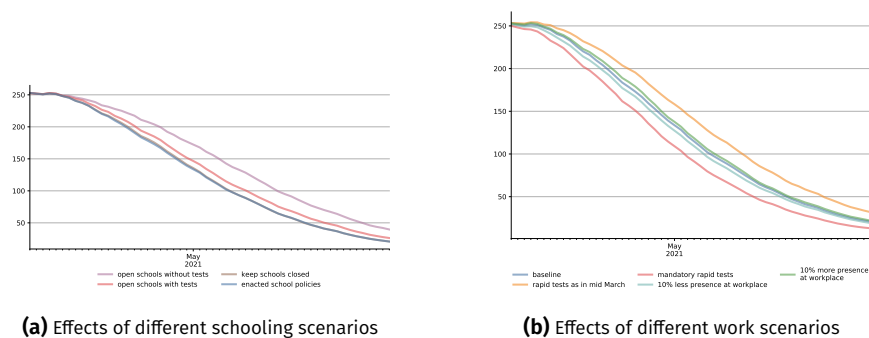 250
200
150
100
50
May
2021
open schools without tests
keep schools closed
open schools with tests
enacted school policies
(a) Effects of different schooling scenarios
250
200
150
100
50
May
2021
baseline
mandatory rapid tests
10% more presence
at workplace
rapid tests as in mid March
10% less presence at workplace
(b) Effects of different work scenarios